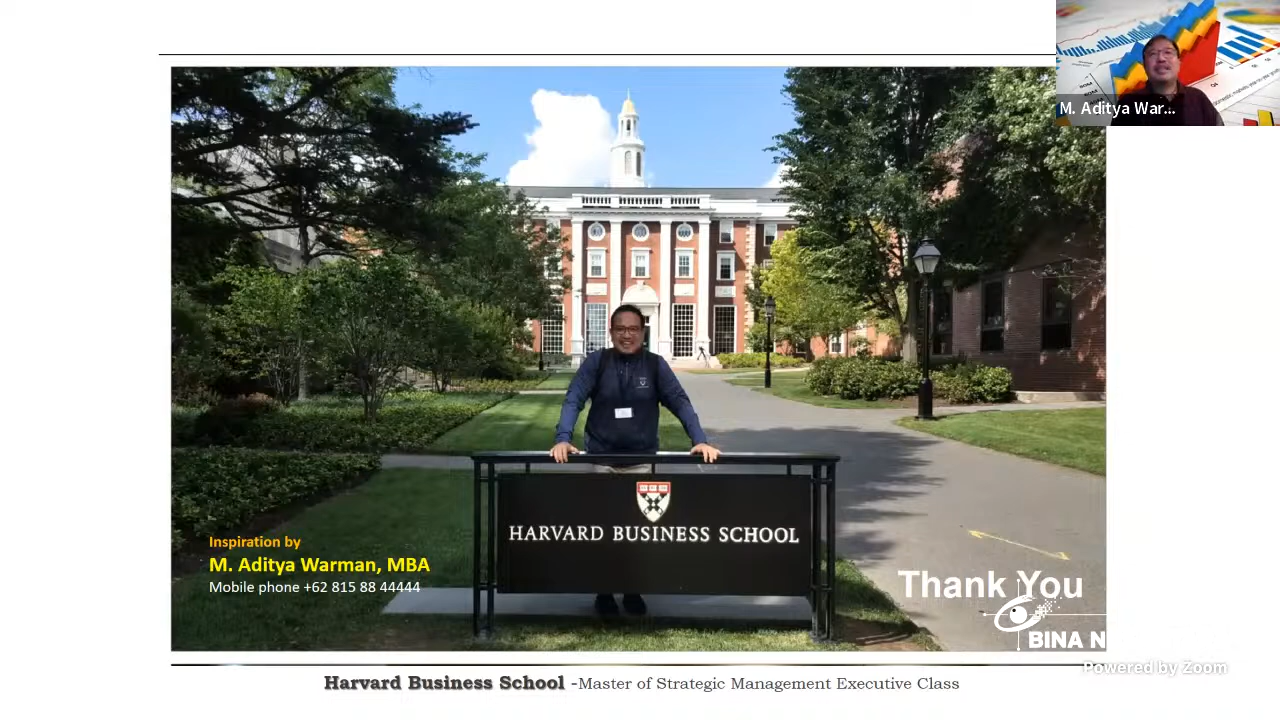 M. Aditya War...
HARVARD BUSINESS SCHOOL
Inspiration by
M. Aditya Warman, MBA
Mobile phone +62 815 88 44444
Thank You
BINA N
Powered by Zoom
Harvard Business School -Master of Strategic Management Executive Class